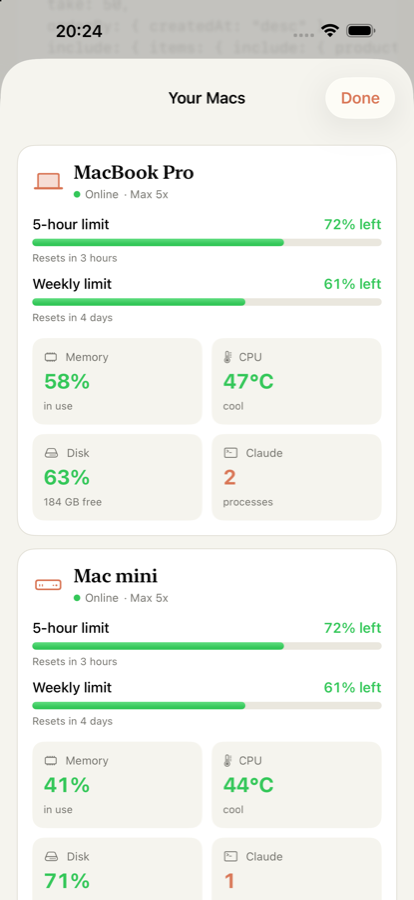 take: 50,
20:24
Your Macs
Done
MacBook Pro
Online · Max 5x
5-hour limit
72% left
Resets in 3 hours
Weekly limit
61% left
Resets in 4 days
Memory
58%
in use
CPU
47°C
cool
Disk
63%
184 GB free
Claude
2
processes
Mac mini
Online · Max 5x
5-hour limit
72% left
Resets in 3 hours
Weekly limit
61% left
Resets in 4 days
Memory
41%
in use
CPU
44°C
cool
Disk
71%
Claude
1